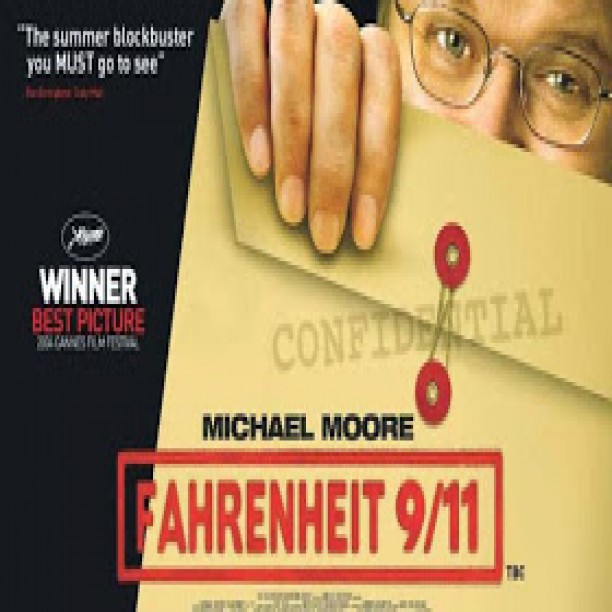 "The summer blockbuster
you MUST go to see"
WINNER
BEST PICTURE
2004 CANNES FILM FESTIVAL
CONFIDENTIAL
MICHAEL MOORE
FAHRENHEIT 9/11